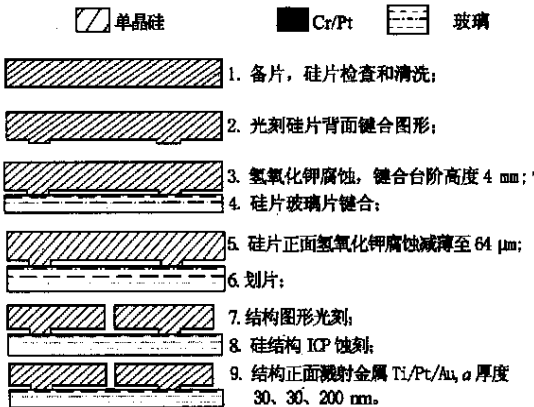 单晶硅 Cr/Pt 玻璃
1. 备片，硅片检查和清洗；
2. 光刻硅片背面键合图形；
3. 氢氧化钾腐蚀，键合台阶高度 4 mm；
4. 硅片玻璃片键合；
5. 硅片正面氢氧化钾腐蚀减薄至 64 μm；
6. 划片；
7. 结构图形光刻；
8. 硅结构 ICP 蚀刻；
9. 结构正面溅射金属 Ti/Pt/Au, a 厚度
30、30、200 nm。